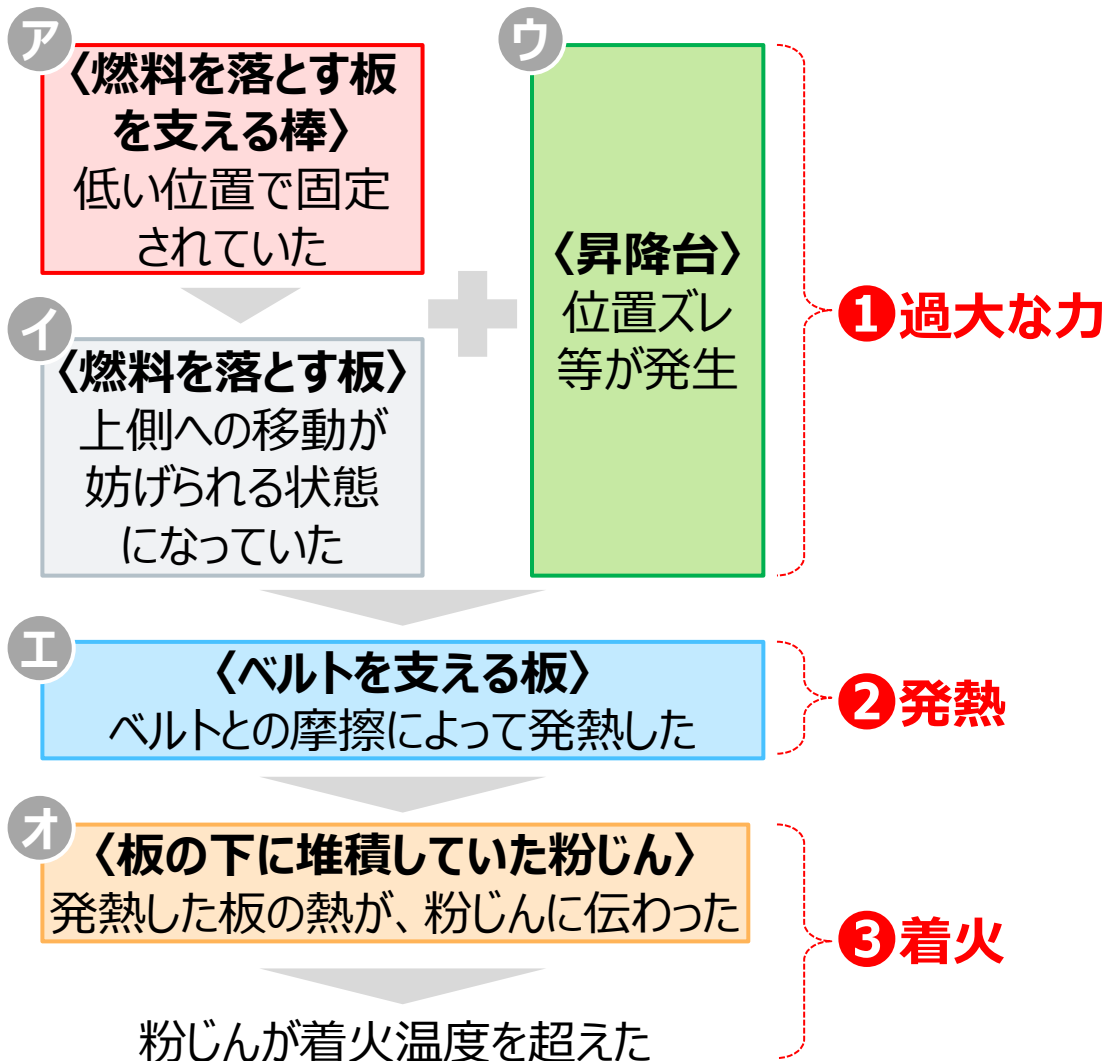 ア
〈燃料を落とす板
を支える棒〉
低い位置で固定
されていた
イ
〈燃料を落とす板〉
上側への移動が
妨げられる状態
になっていた
ウ
〈昇降台〉
位置ズレ
等が発生
❶過大な力
エ
〈ベルトを支える板〉
ベルトとの摩擦によって発熱した
❷発熱
オ
〈板の下に堆積していた粉じん〉
発熱した板の熱が、粉じんに伝わった
❸着火
粉じんが着火温度を超えた